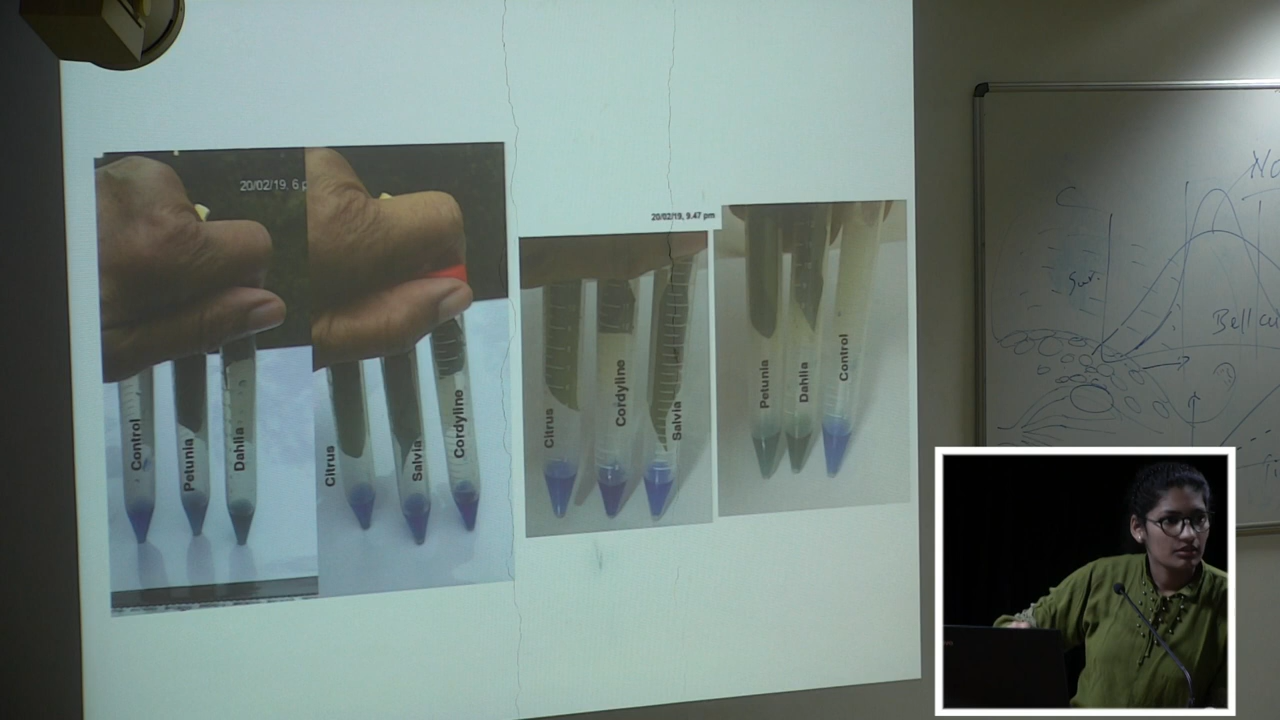 20/02/19. 6 p
Control
Petunia
Dahlia
Citrus
Salvia
Cordyline
20/02/19, 9.47 pm
Citrus
Cordyline
Salvia
Petunia
Dahlia
Control
No
Bell